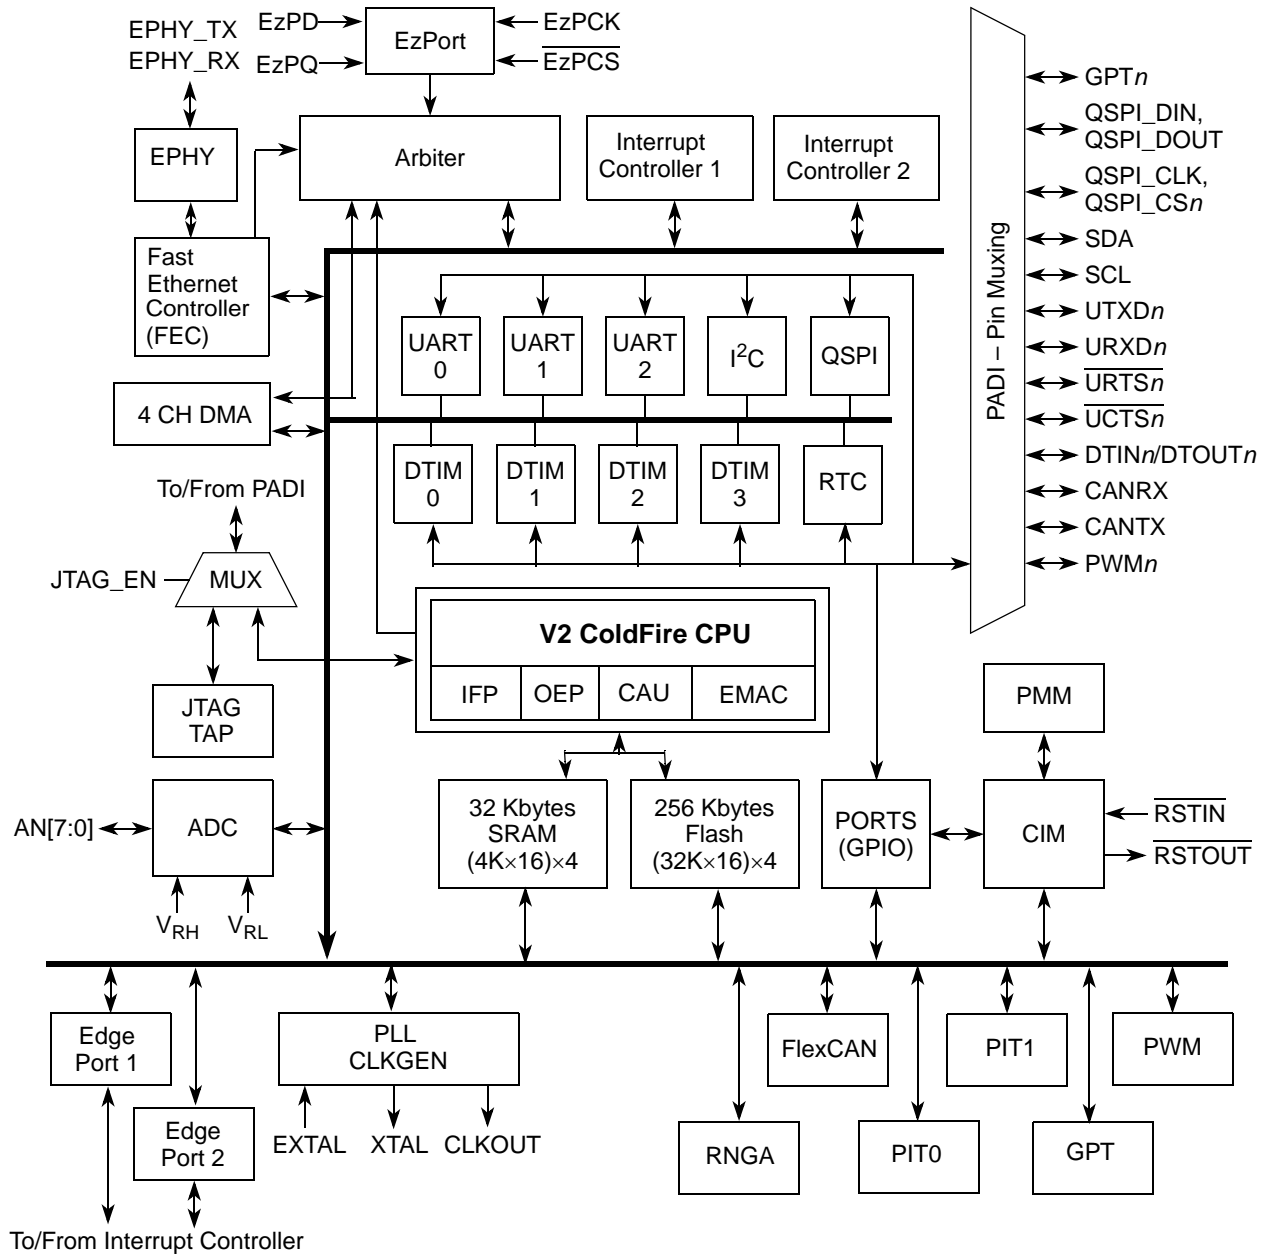 EPHY_TX
EPHY_RX
EzPD
EzPQ
EzPort
EzPCK
EzPCS
EPHY
Arbiter
Interrupt
Controller 1
Interrupt
Controller 2
Fast
Ethernet
Controller
(FEC)
4 CH DMA
UART
0
UART
1
UART
2
I²C
QSPI
DTIM
0
DTIM
1
DTIM
2
DTIM
3
RTC
PADI – Pin Muxing
GPTn
QSPI_DIN,
QSPI_DOUT
QSPI_CLK,
QSPI_CSn
SDA
SCL
UTXDn
URXDn
URTSn
UCTSn
DTINn/DTOUTn
CANRX
CANTX
PWMn
To/From PADI
JTAG_EN
MUX
JTAG
TAP
V2 ColdFire CPU
IFP
OEP
CAU
EMAC
PMM
AN[7:0]
ADC
VRH
VRL
32 Kbytes
SRAM
(4K×16)×4
256 Kbytes
Flash
(32K×16)×4
PORTS
(GPIO)
CIM
RSTIN
RSTOUT
Edge
Port 1
Edge
Port 2
PLL
CLKGEN
EXTAL
XTAL
CLKOUT
FlexCAN
PIT1
PWM
RNGA
PIT0
GPT
To/From Interrupt Controller